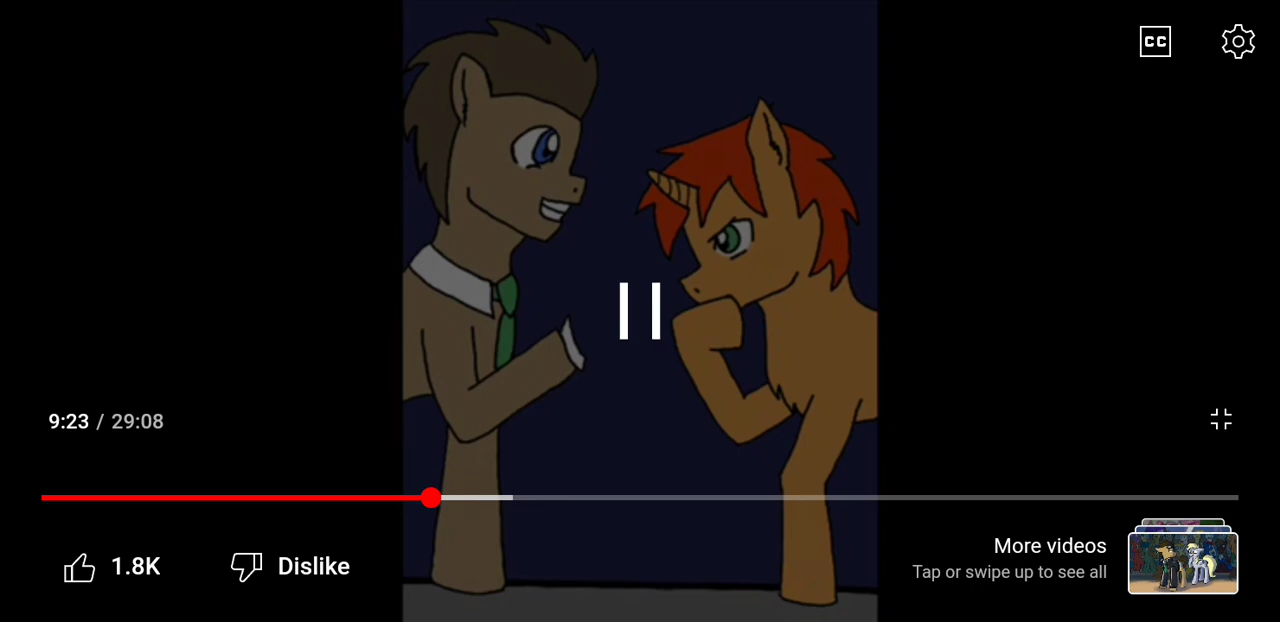 CC
9:23 / 29:08
1.8K
Dislike
More videos
Tap or swipe up to see all